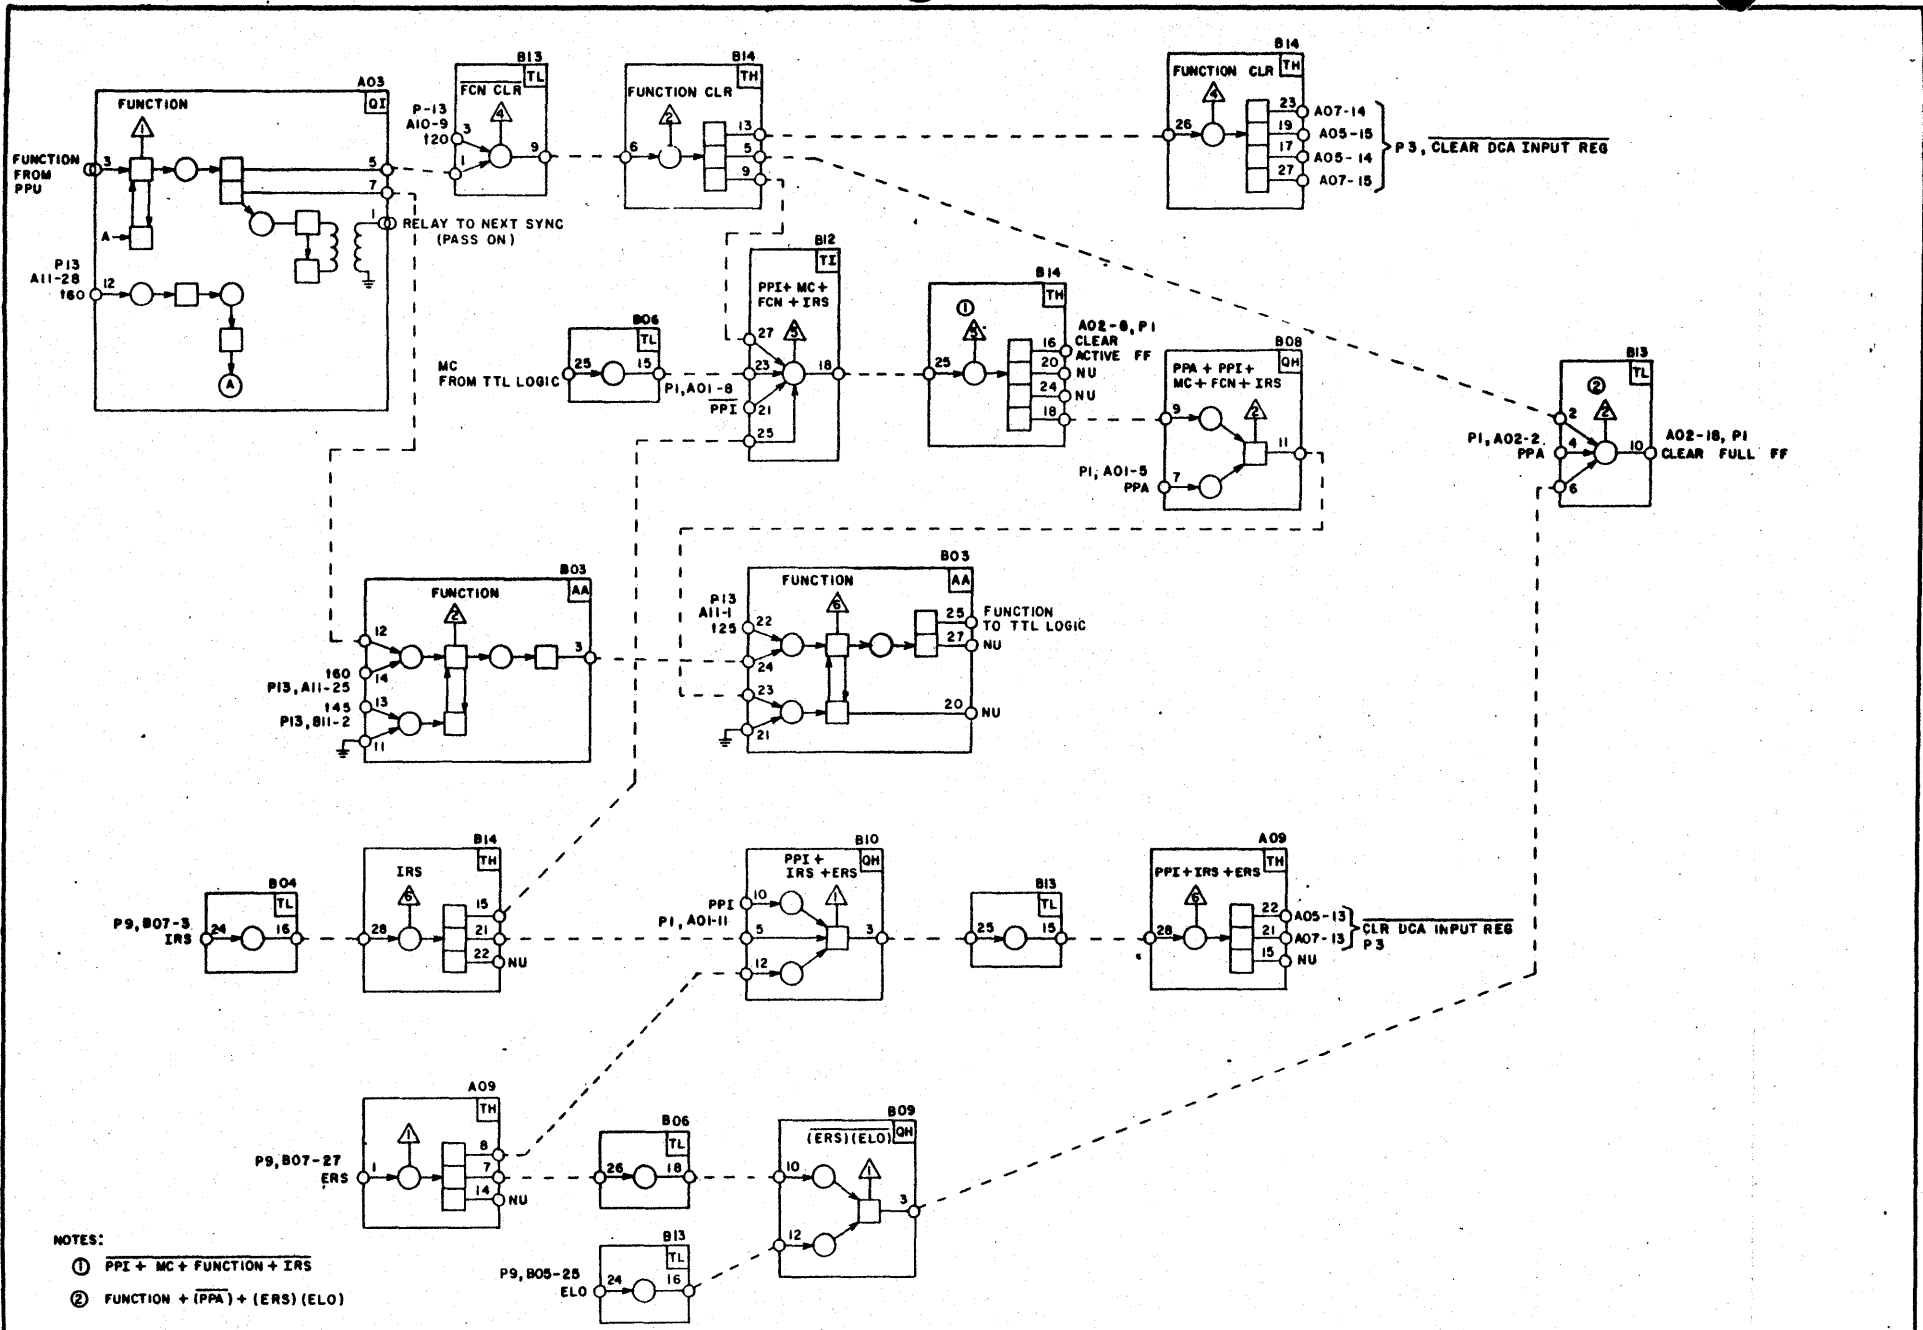 A03
QI
FUNCTION
1
FUNCTION
FROM
PPU
3
5
7
1
RELAY TO NEXT SYNC
(PASS ON)
A
P13
A11-28
t60
12
A
B13
TL
FCN CLR
4
P-13
A10-9
t20
3
1
9
B14
TH
FUNCTION CLR
2
6
13
5
9
B14
TH
FUNCTION CLR
4
26
23
19
17
27
A07-14
A05-15
A05-14
A07-15
P3, CLEAR DCA INPUT REG
B06
TL
MC
FROM TTL LOGIC
25
15
B12
TI
PPI+ MC+
FCN + IRS
5
27
23
P1, A01-8
PPI
21
25
18
B14
TH
1
5
25
16
20
24
18
A02-8, P1
CLEAR
ACTIVE FF
NU
NU
B08
QH
PPA + PPI+
MC+ FCN + IRS
2
9
P1, A01-5
PPA
7
11
B13
TL
2
2
2
P1, A02-2
PPA
4
6
10
A02-18, P1
CLEAR FULL FF
B03
AA
FUNCTION
2
12
t60
P13, A11-25
14
t45
P13, B11-2
13
11
3
B03
AA
FUNCTION
6
P13
A11-1
t25
22
24
23
21
25
27
20
FUNCTION
TO TTL LOGIC
NU
NU
B04
TL
P9, B07-3
IRS
24
16
B14
TH
IRS
6
28
15
21
22
NU
B10
QH
PPI+
IRS +ERS
1
PPI
P1, A01-11
10
5
12
3
B13
TL
25
15
A09
TH
PPI+IRS+ERS
6
28
22
21
15
A05-13
A07-13
NU
CLR DCA INPUT REG
P3
A09
TH
1
P9, B07-27
ERS
1
8
7
14
NU
B06
TL
26
18
B09
QH
(ERS)(ELO)
1
10
12
3
B13
TL
P9, B05-25
ELO
24
16
NOTES:
① PPI + MC + FUNCTION + IRS
② FUNCTION + (PPA) + (ERS) (ELO)